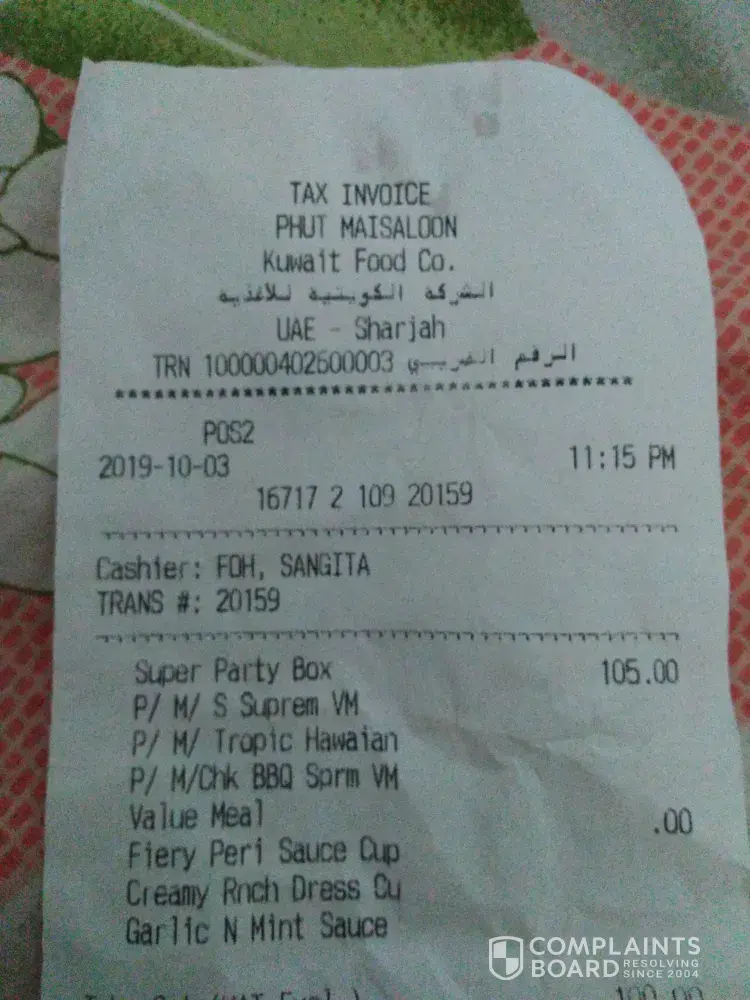 TAX INVOICE
PHUT MAISALOON
Kuwait Food Co.
الشركة الكويتية للاغذية
UAE - Sharjah
TRN 100000402600003 الرقم الضريبي
*****************************************
POS2
2019-10-03 11:15 PM
16717 2 109 20159
Cashier: FOH, SANGITA
TRANS #: 20159
Super Party Box 105.00
P/ M/ S Suprem VM
P/ M/ Tropic Hawaian
P/ M/Chk BBQ Sprm VM
Value Meal .00
Fiery Peri Sauce Cup
Creamy Rnch Dress Cu
Garlic N Mint Sauce
COMPLAINTS
BOARD RESOLVING SINCE 2004